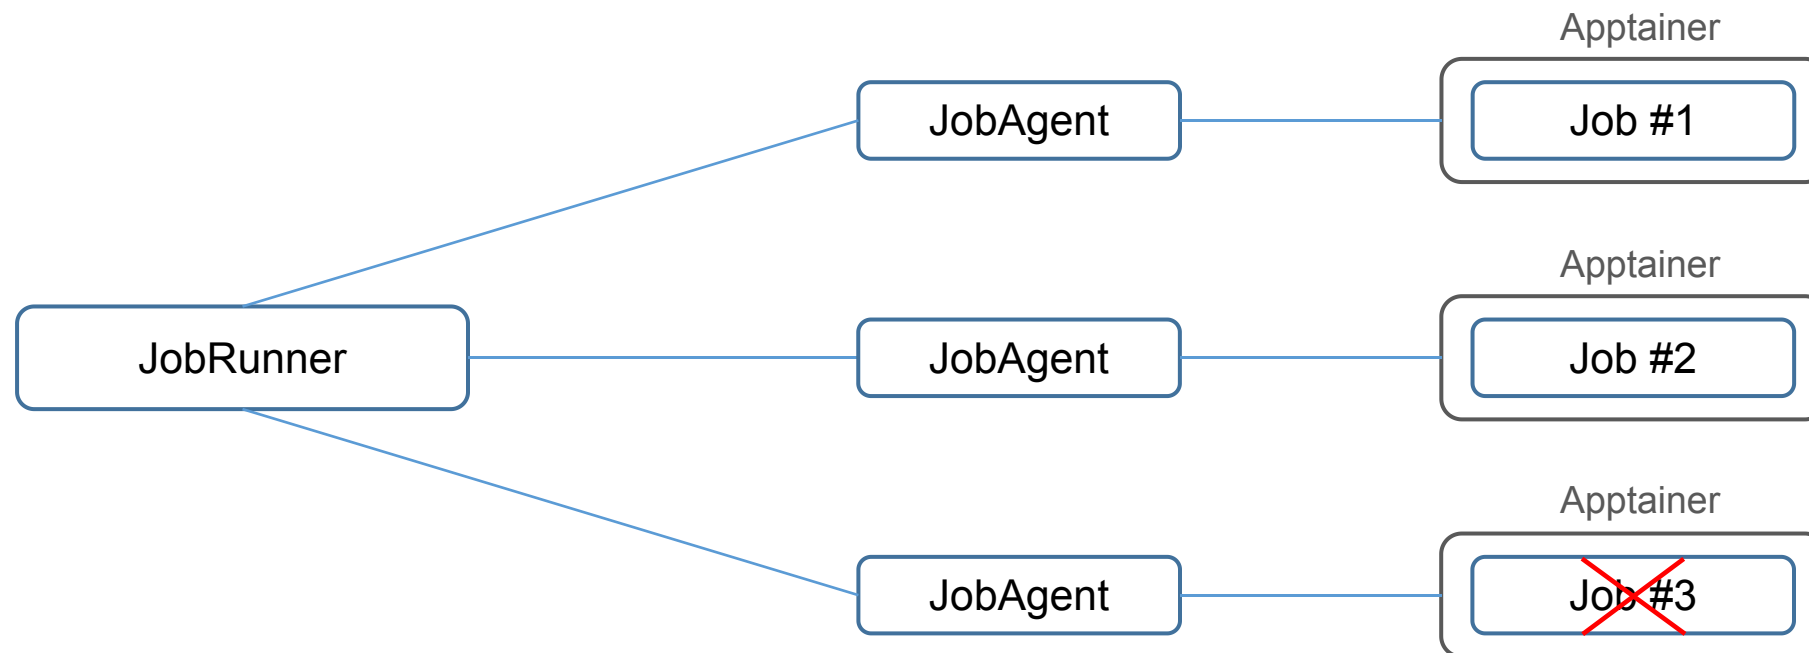 Apptainer
JobAgent
Job #1
Apptainer
JobRunner
JobAgent
Job #2
Apptainer
JobAgent
Job #3